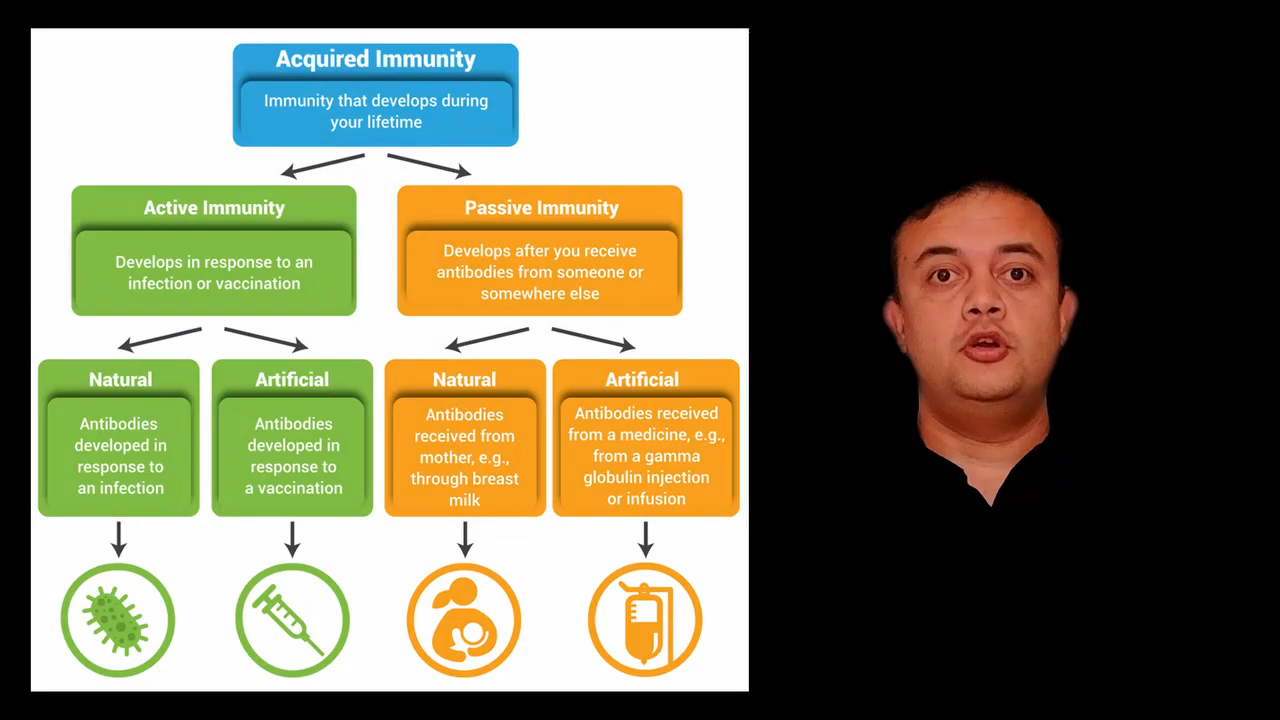 Acquired Immunity
Immunity that develops during
your lifetime
Active Immunity
Develops in response to an
infection or vaccination
Passive Immunity
Develops after you receive
antibodies from someone or
somewhere else
Natural
Antibodies
developed in
response to
an infection
Artificial
Antibodies
developed in
response to
a vaccination
Natural
Antibodies
received from
mother, e.g.,
through breast
milk
Artificial
Antibodies received
from a medicine, e.g.,
from a gamma
globulin injection
or infusion